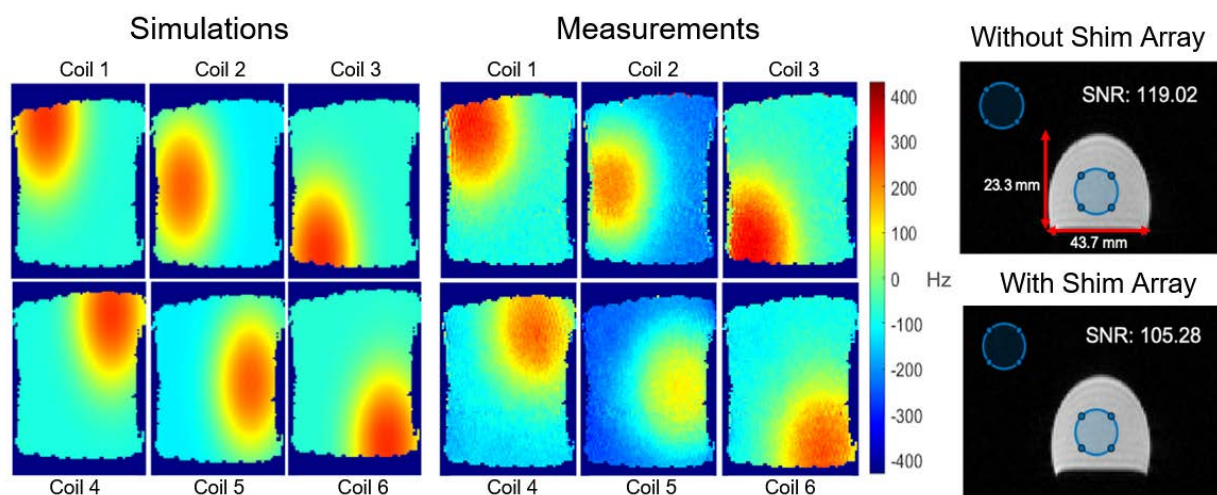 Simulations
Coil 1 Coil 2 Coil 3
Coil 4 Coil 5 Coil 6
Measurements
Coil 1 Coil 2 Coil 3
Coil 4 Coil 5 Coil 6
400
300
200
100
0 Hz
-100
-200
-300
-400
Without Shim Array
SNR: 119.02
23.3 mm
43.7 mm
With Shim Array
SNR: 105.28